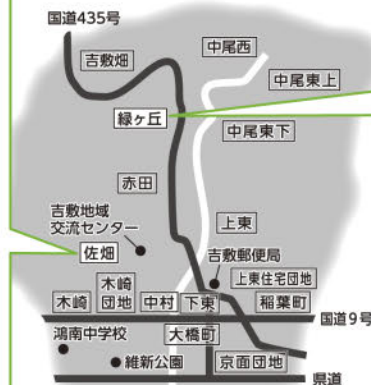 国道435号
吉敷畑
中尾西
中尾東上
緑ヶ丘
中尾東下
赤田
吉敷地域
交流センター
上東
佐畑
吉敷郵便局
上東住宅団地
木崎
木崎
団地
中村
下東
稲葉町
国道9号
鴻南中学校
大橋町
維新公園
京面団地
県道